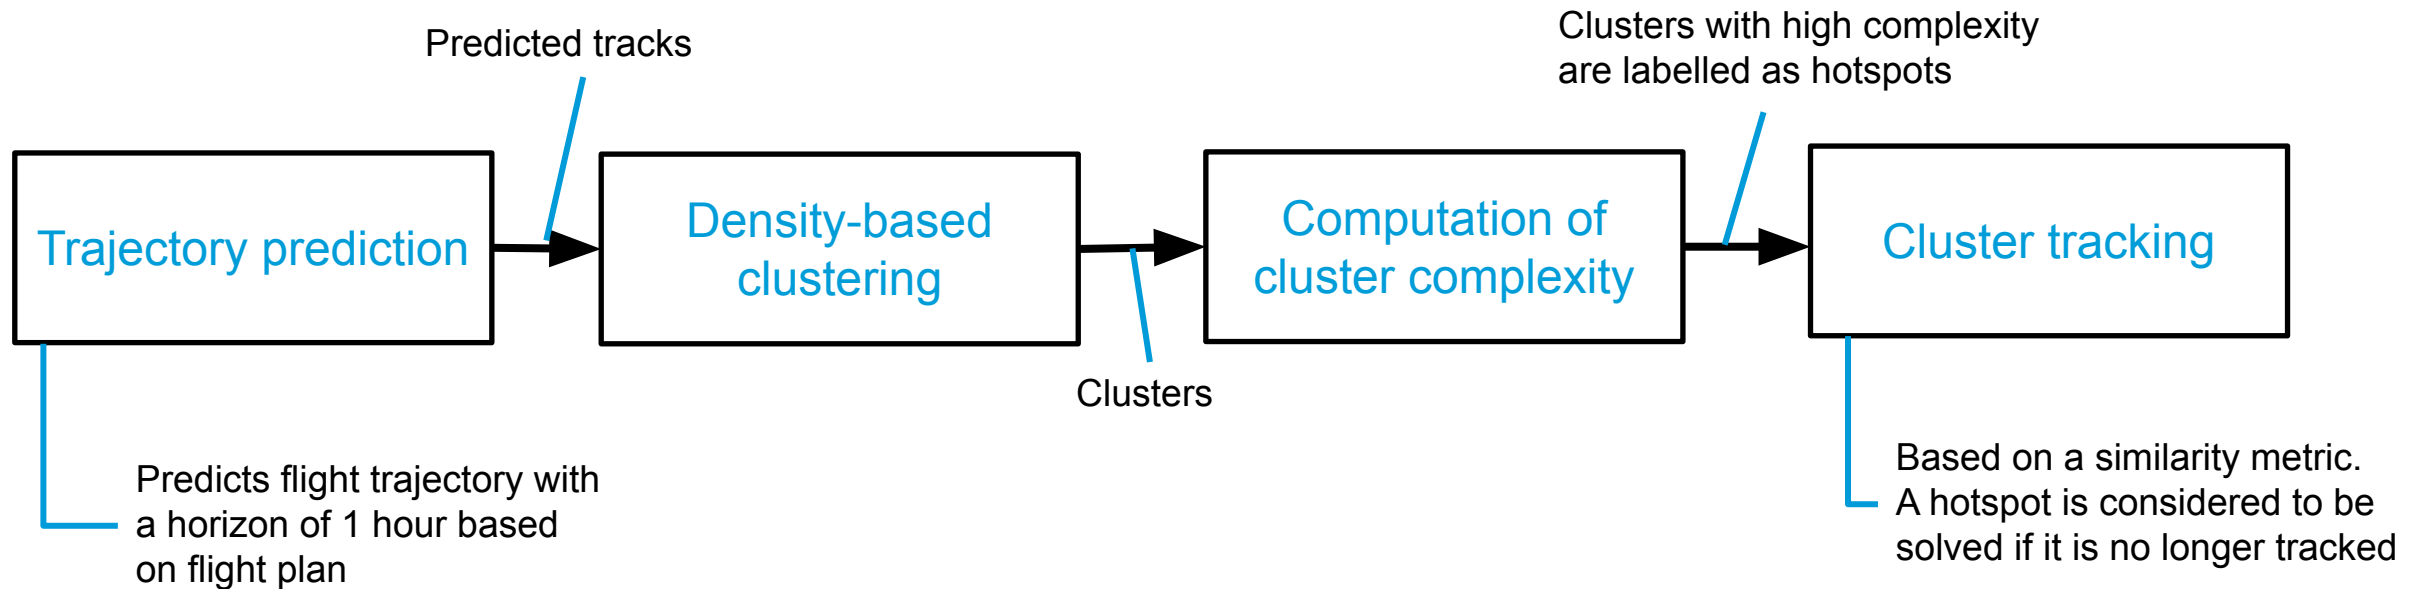 Predicted tracks
Clusters with high complexity
are labelled as hotspots
Trajectory prediction
Density-based
clustering
Computation of
cluster complexity
Cluster tracking
Clusters
Predicts flight trajectory with
a horizon of 1 hour based
on flight plan
Based on a similarity metric.
A hotspot is considered to be
solved if it is no longer tracked